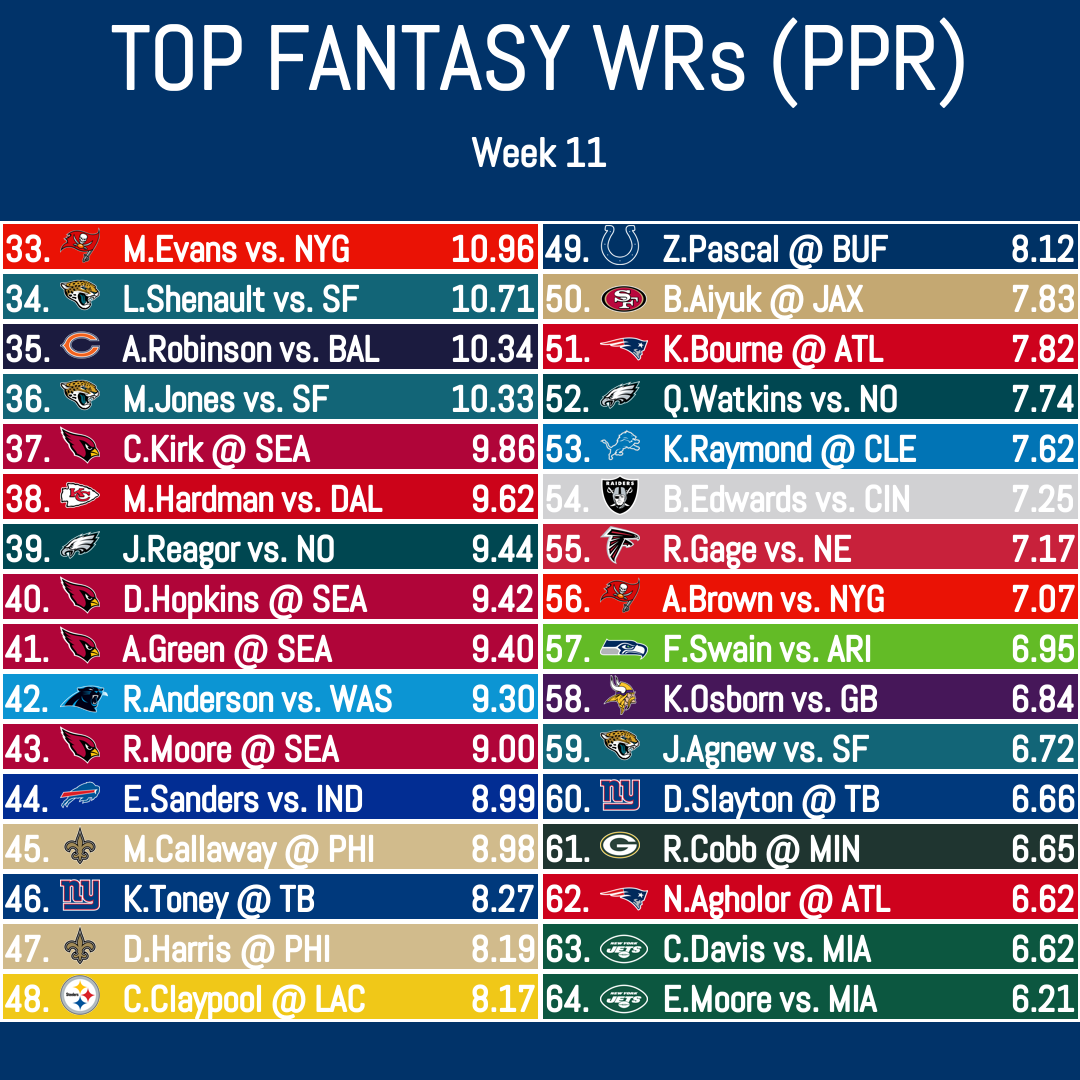 TOP FANTASY WRs (PPR)
Week 11
33. M.Evans vs. NYG 10.96
34. L.Shenault vs. SF 10.71
35. A.Robinson vs. BAL 10.34
36. M.Jones vs. SF 10.33
37. C.Kirk @ SEA 9.86
38. M.Hardman vs. DAL 9.62
39. J.Reagor vs. NO 9.44
40. D.Hopkins @ SEA 9.42
41. A.Green @ SEA 9.40
42. R.Anderson vs. WAS 9.30
43. R.Moore @ SEA 9.00
44. E.Sanders vs. IND 8.99
45. M.Callaway @ PHI 8.98
46. K.Toney @ TB 8.27
47. D.Harris @ PHI 8.19
48. C.Claypool @ LAC 8.17
49. Z.Pascal @ BUF 8.12
50. B.Aiyuk @ JAX 7.83
51. K.Bourne @ ATL 7.82
52. Q.Watkins vs. NO 7.74
53. K.Raymond @ CLE 7.62
54. B.Edwards vs. CIN 7.25
55. R.Gage vs. NE 7.17
56. A.Brown vs. NYG 7.07
57. F.Swain vs. ARI 6.95
58. K.Osborn vs. GB 6.84
59. J.Agnew vs. SF 6.72
60. D.Slayton @ TB 6.66
61. R.Cobb @ MIN 6.65
62. N.Agholor @ ATL 6.62
63. C.Davis vs. MIA 6.62
64. E.Moore vs. MIA 6.21